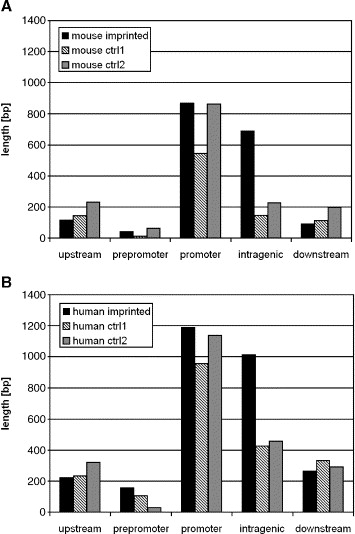 A
1400
1200
1000
800
600
400
200
0
length [bp]
mouse imprinted
mouse ctrl1
mouse ctrl2
upstream prepromoter promoter intragenic downstream
B
1400
1200
1000
800
600
400
200
0
length [bp]
human imprinted
human ctrl1
human ctrl2
upstream prepromoter promoter intragenic downstream